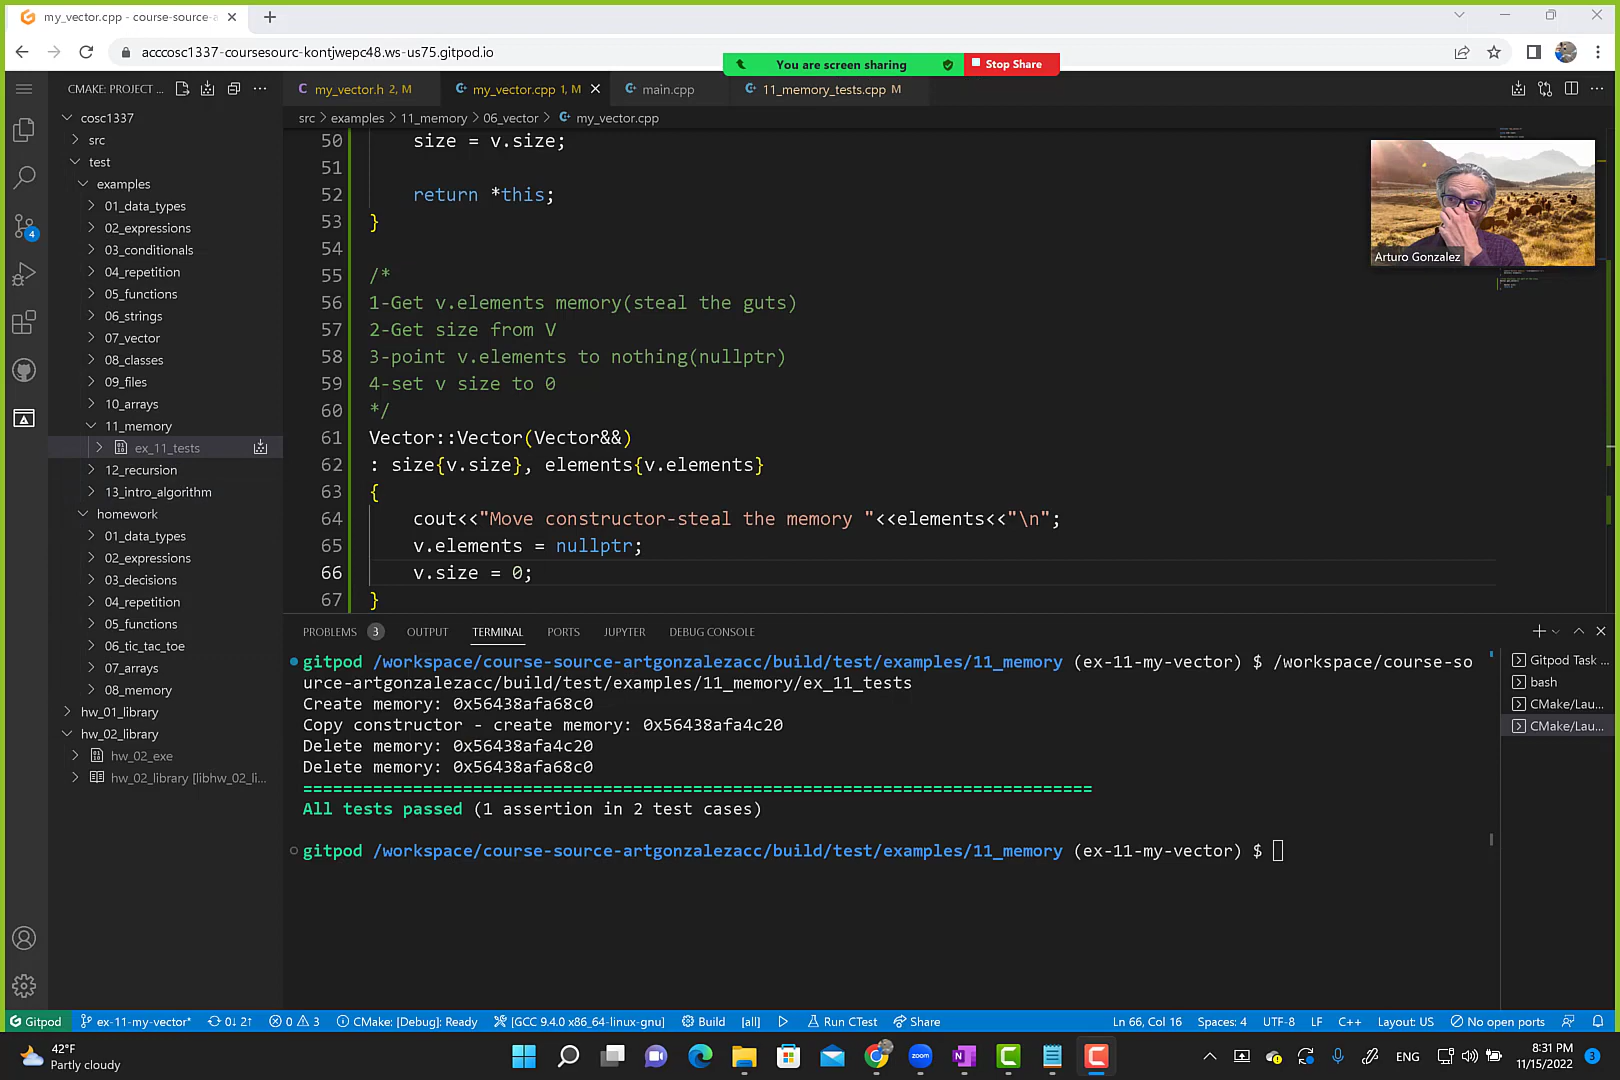 my_vector.cpp - course-source-a
acccosc1337-coursesourc-kontjwepc48.ws-us75.gitpod.io
You are screen sharing
Stop Share
CMAKE: PROJECT ...
my_vector.h 2, M
my_vector.cpp 1, M
main.cpp
11_memory_tests.cpp M
src > examples > 11_memory > 06_vector > my_vector.cpp
cosc1337
src
test
examples
01_data_types
02_expressions
03_conditionals
04_repetition
05_functions
06_strings
07_vector
08_classes
09_files
10_arrays
11_memory
ex_11_tests
12_recursion
13_intro_algorithm
homework
01_data_types
02_expressions
03_decisions
04_repetition
05_functions
06_tic_tac_toe
07_arrays
08_memory
hw_01_library
hw_02_library
hw_02_exe
hw_02_library [libhw_02_li...
4
50 size = v.size;
51
52 return *this;
53 }
54
55 /*
56 1-Get v.elements memory(steal the guts)
57 2-Get size from V
58 3-point v.elements to nothing(nullptr)
59 4-set v size to 0
60 */
61 Vector::Vector(Vector&&)
62 : size{v.size}, elements{v.elements}
63 {
64 cout<<"Move constructor-steal the memory "<<elements<<"\n";
65 v.elements = nullptr;
66 v.size = 0;
67 }
Arturo Gonzalez
PROBLEMS 3 OUTPUT TERMINAL PORTS JUPYTER DEBUG CONSOLE
gitpod /workspace/course-source-artgonzalezacc/build/test/examples/11_memory (ex-11-my-vector) $ /workspace/course-so
urce-artgonzalezacc/build/test/examples/11_memory/ex_11_tests
Create memory: 0x56438afa68c0
Copy constructor - create memory: 0x56438afa4c20
Delete memory: 0x56438afa4c20
Delete memory: 0x56438afa68c0
===============================================================================
All tests passed (1 assertion in 2 test cases)
gitpod /workspace/course-source-artgonzalezacc/build/test/examples/11_memory (ex-11-my-vector) $
Gitpod Task ...
bash
CMake/Lau...
CMake/Lau...
Gitpod ex-11-my-vector* 0↓ 2↑ 0 3 CMake: [Debug]: Ready [GCC 9.4.0 x86_64-linux-gnu] Build [all] Run CTest Share Ln 66, Col 16 Spaces: 4 UTF-8 LF C++ Layout: US No open ports
42°F
Partly cloudy
zoom
ENG
8:31 PM
11/15/2022
3